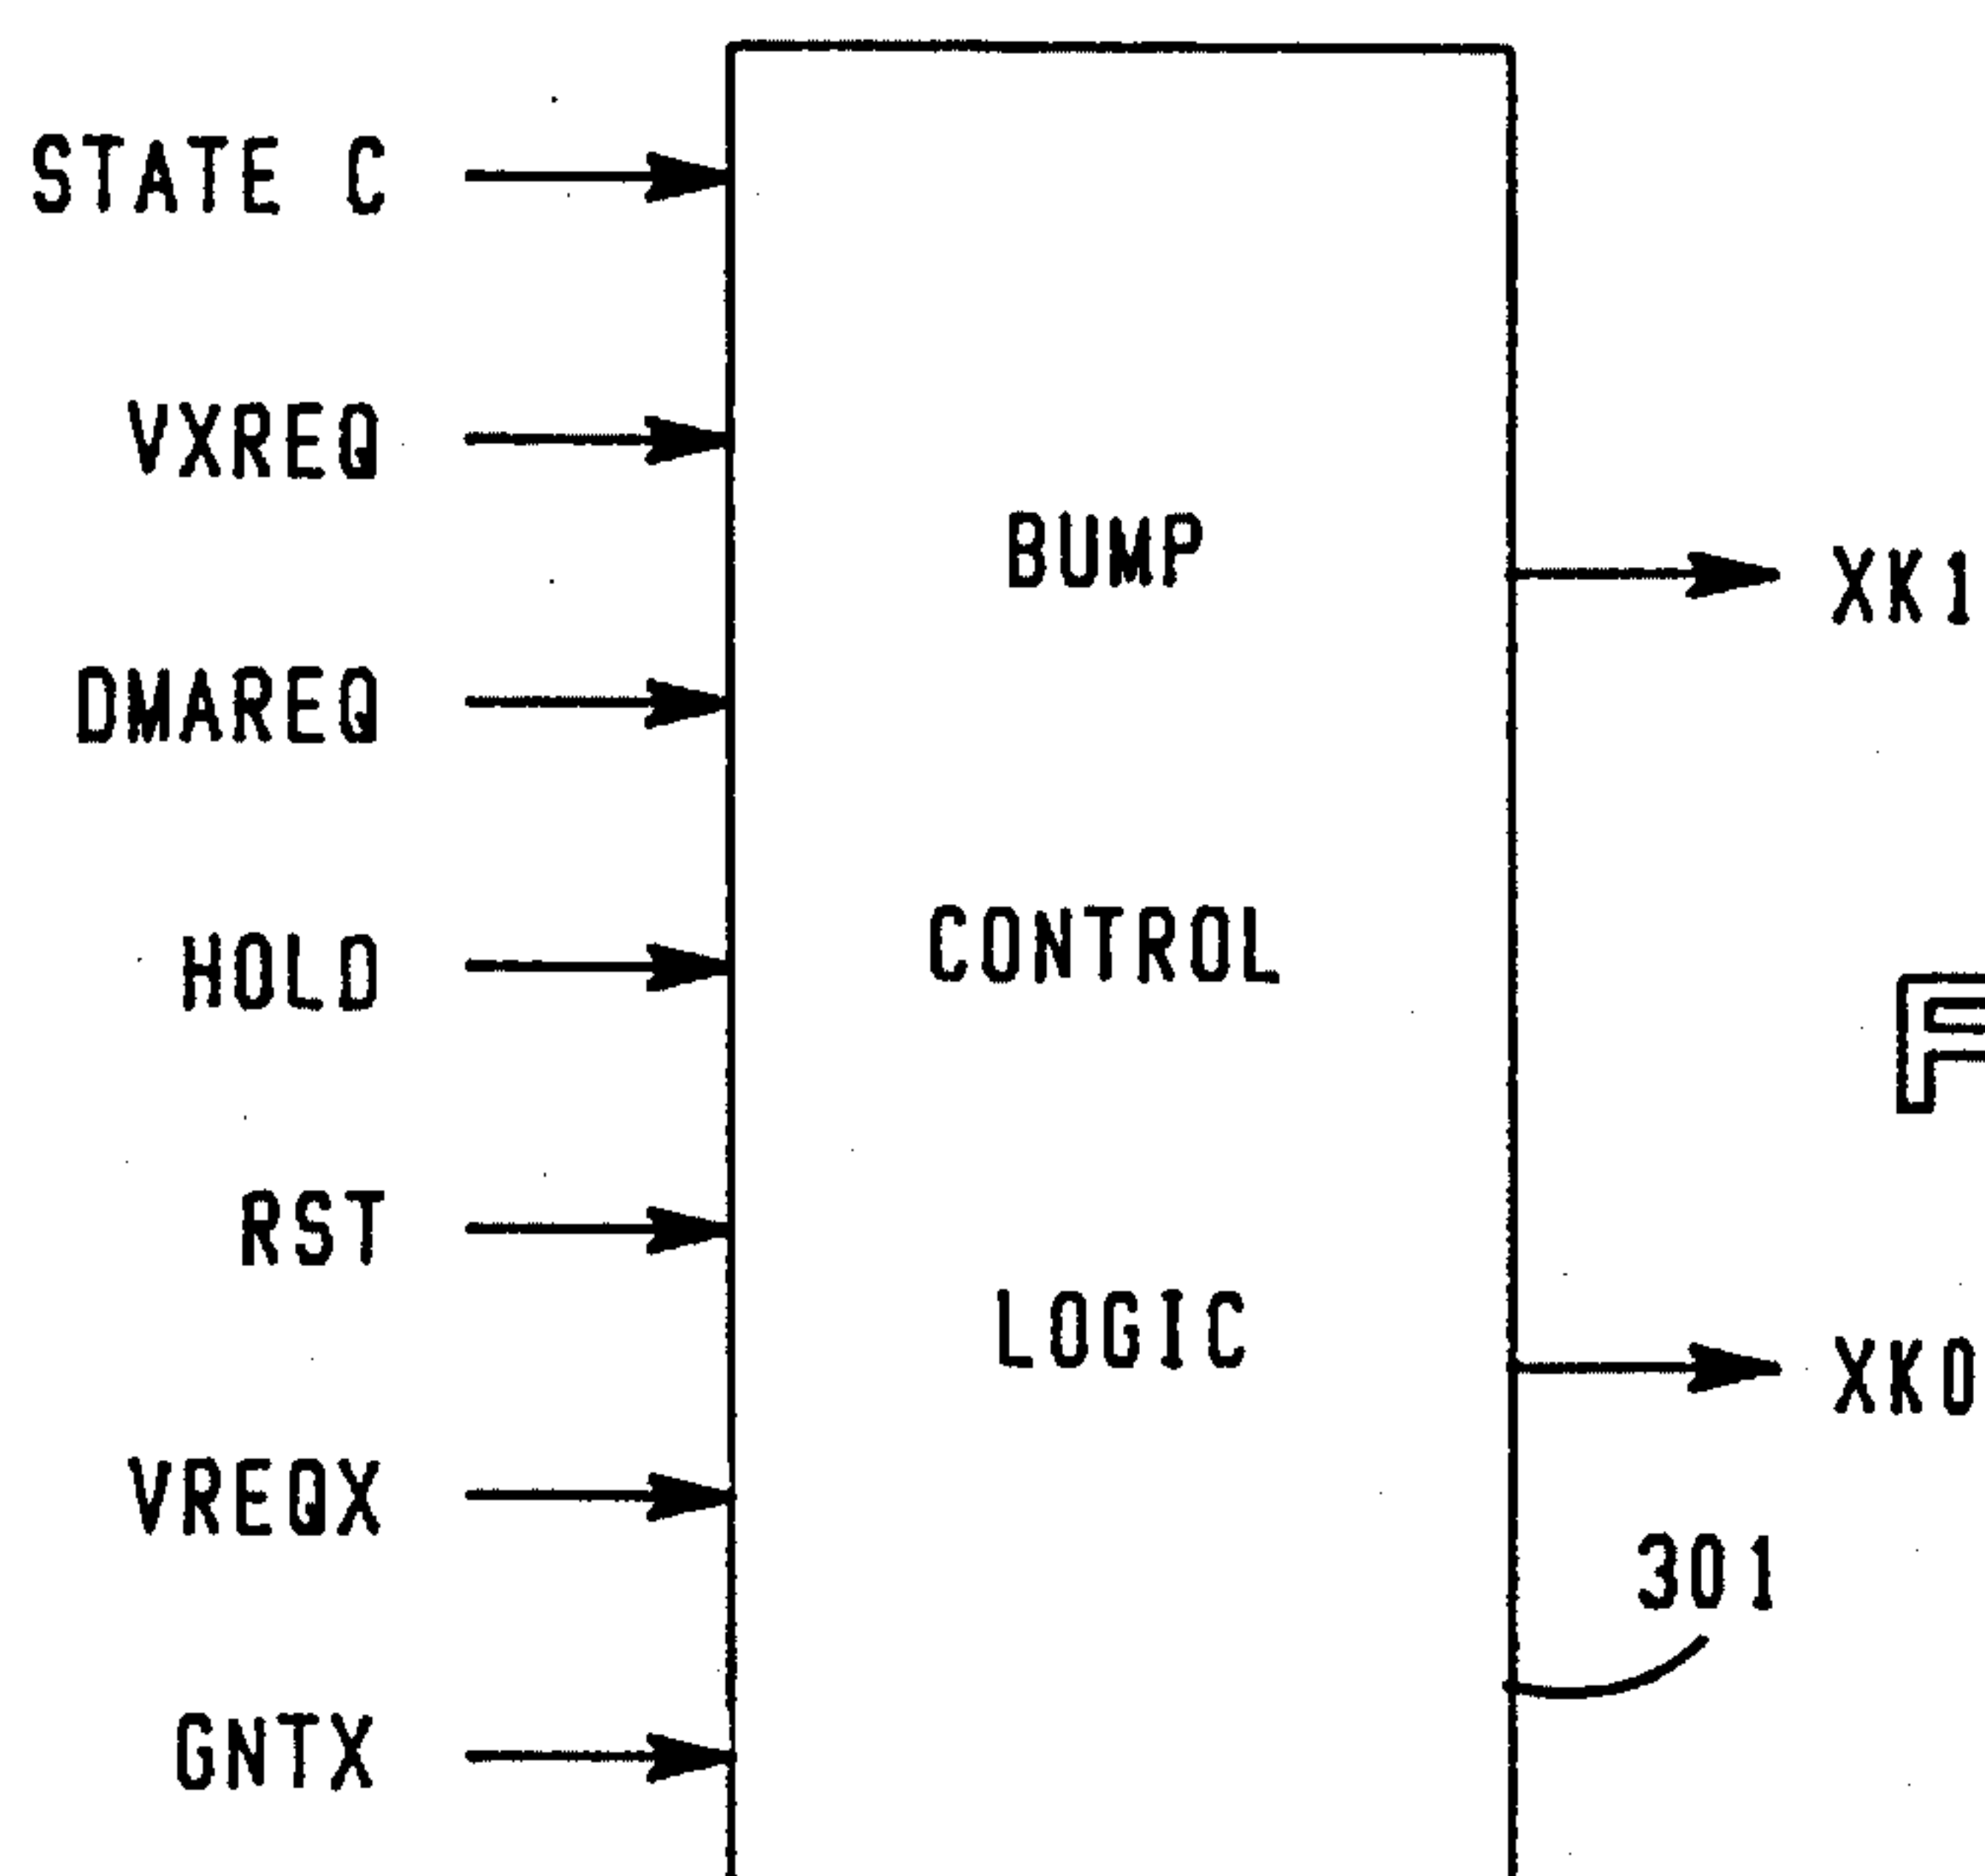 STATE C
VXREQ
BUMP
XK1
DMAREQ
HOLD
CONTROL
F
RST
LOGIC
XK0
VREQX
301
GNTX